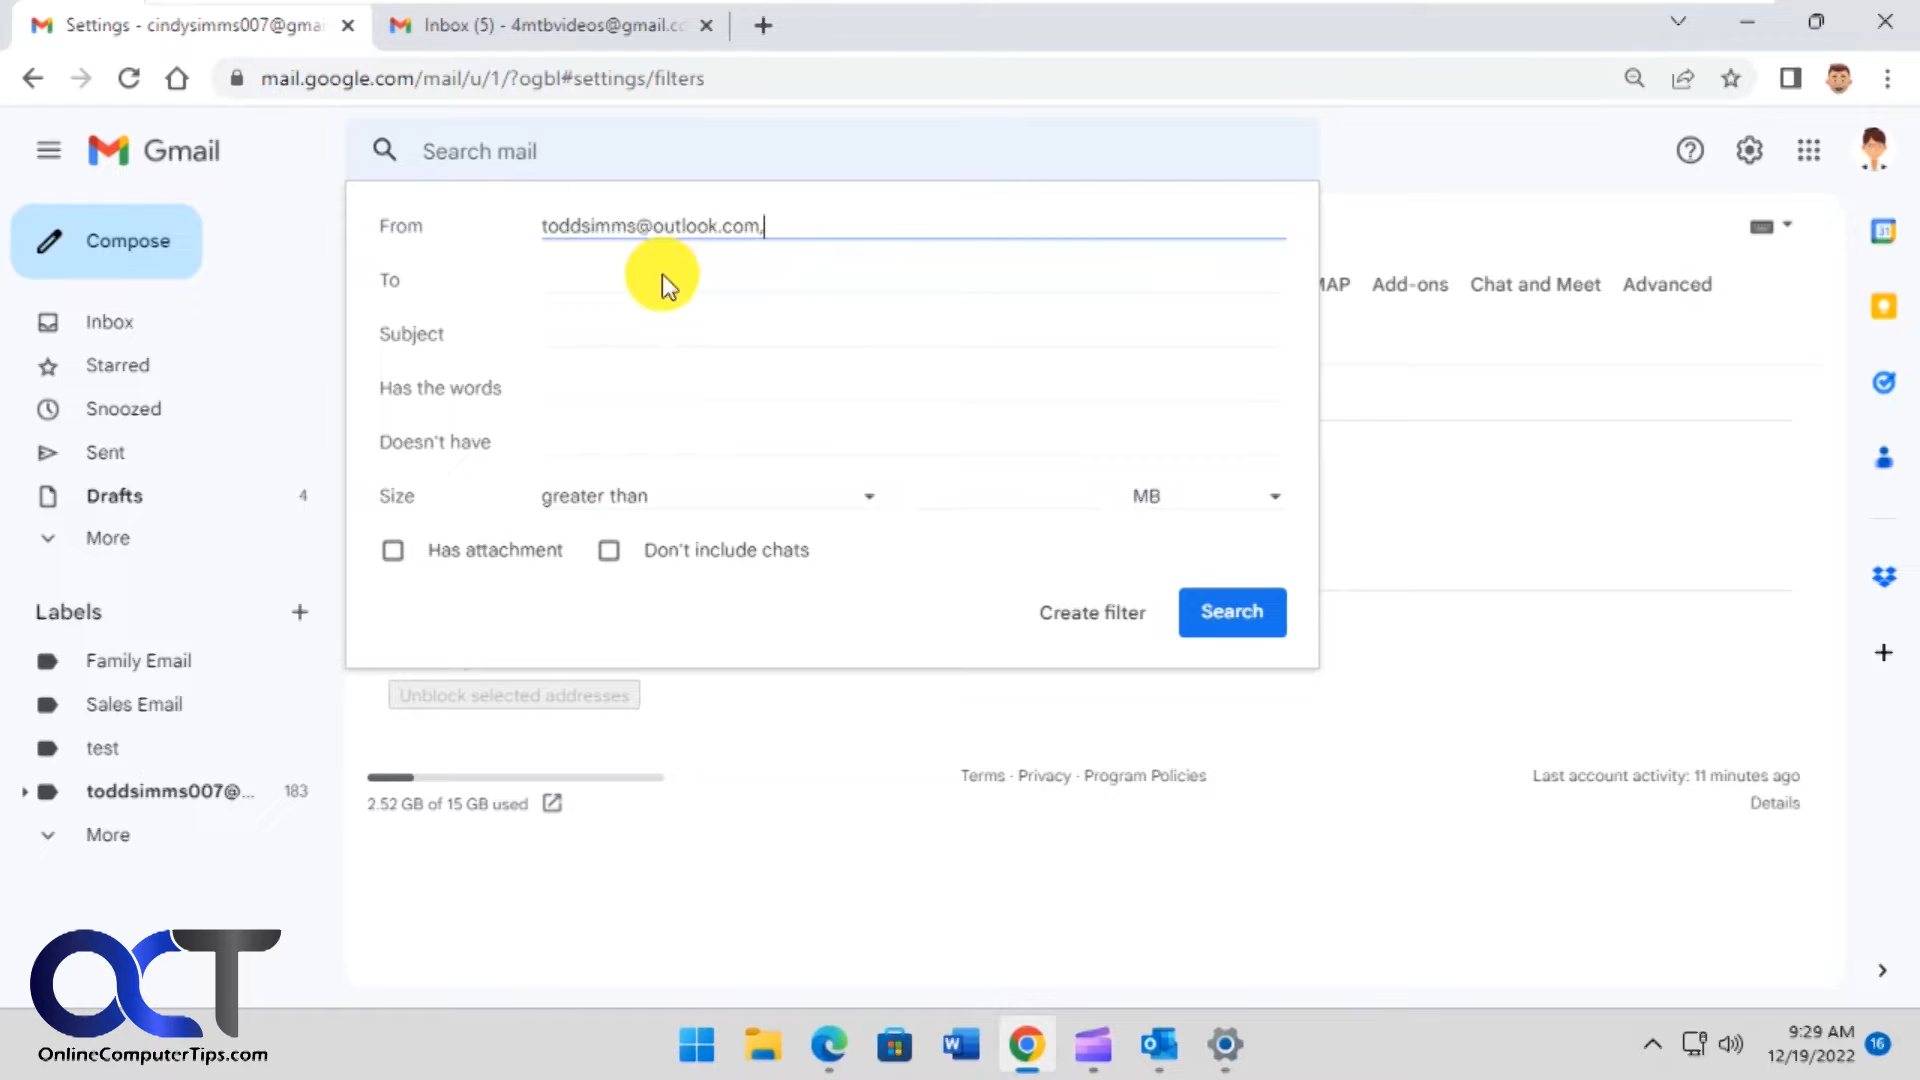 Settings - cindysimms007@gmai
Inbox (5) - 4mtbvideos@gmail.c
mail.google.com/mail/u/1/?ogbl#settings/filters
Gmail
Search mail
Compose
From toddsimms@outlook.com,
To
Subject
Has the words
Doesn't have
Size greater than MB
Has attachment Don't include chats
Create filter Search
MAP Add-ons Chat and Meet Advanced
31
Inbox
Starred
Snoozed
Sent
Drafts 4
More
Labels
Family Email
Sales Email
test
toddsimms007@... 183
More
Unblock selected addresses
2.52 GB of 15 GB used
Terms · Privacy · Program Policies
Last account activity: 11 minutes ago
Details
OCT
OnlineComputerTips.com
W
O
9:29 AM
12/19/2022
16